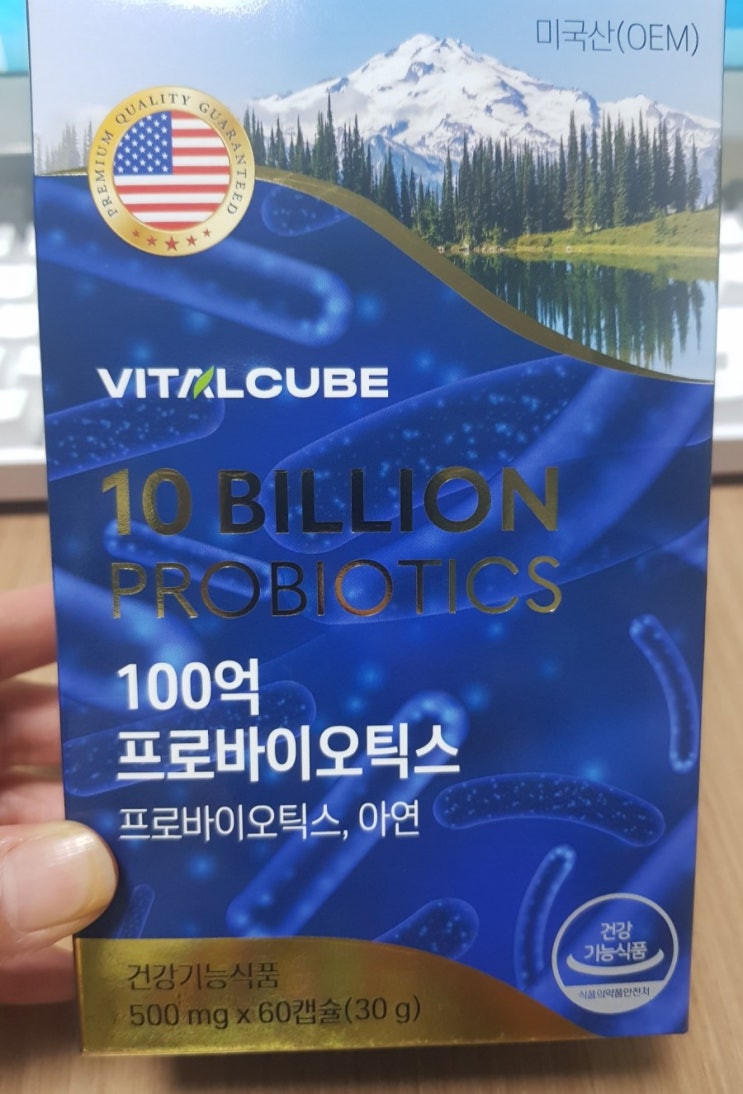 미국산(OEM)
PREMIUM QUALITY GUARANTEED
VITALCUBE
10 BILLION
PROBIOTICS
100억
프로바이오틱스
프로바이오틱스, 아연
건강기능식품
500 mg x 60캡슐(30 g)
건강
기능식품
식품의약품안전처